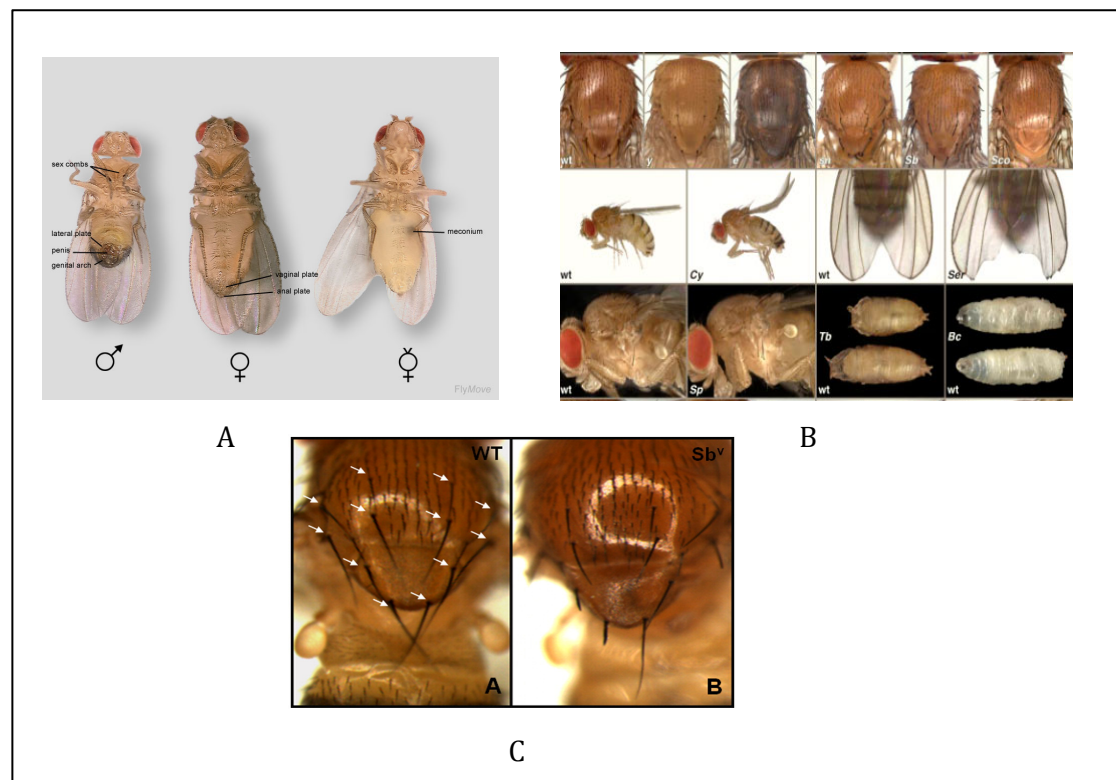 sex combs
lateral plate
penis
genital arch
meconium
vaginal plate
anal plate
♂
♀
☿
FlyMove
A
wt
y
sn
Sb
Sco
wt
Cy
wt
Ser
wt
Sp
Tb
wt
Bc
wt
B
WT
A
Sbv
B
C